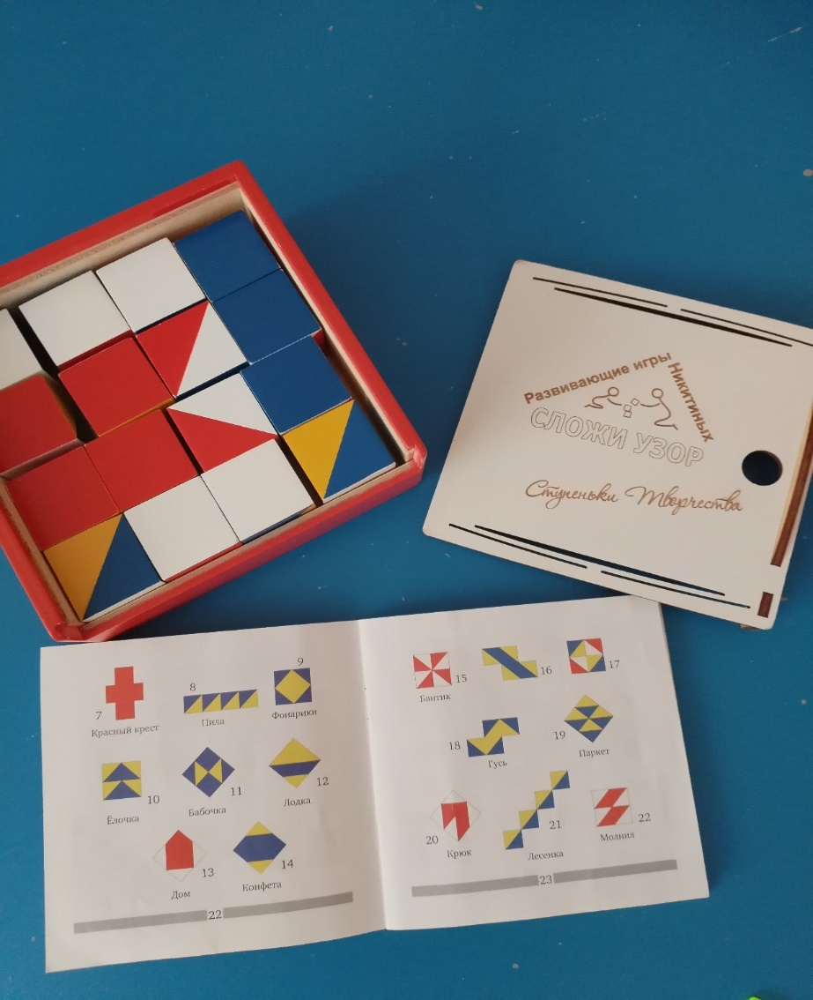 Развивающие игры
Никитиных
СЛОЖИ УЗОР
Ступеньки Творчества
7
Красный крест
8
Пила
9
Фонарики
10
Ёлочка
11
Бабочка
12
Лодка
13
Дом
14
Конфета
22
15
Бантик
16
17
18
Гусь
19
Паркет
20
Крюк
21
Лесенка
22
Молния
23